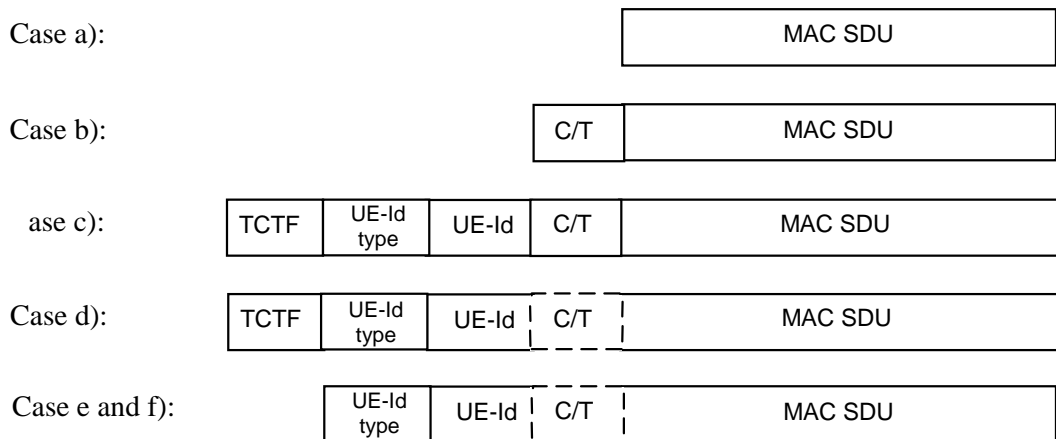 Case a): MAC SDU
Case b): C/T MAC SDU
ase c): TCTF UE-Id type UE-Id C/T MAC SDU
Case d): TCTF UE-Id type UE-Id C/T MAC SDU
Case e and f): UE-Id type UE-Id C/T MAC SDU